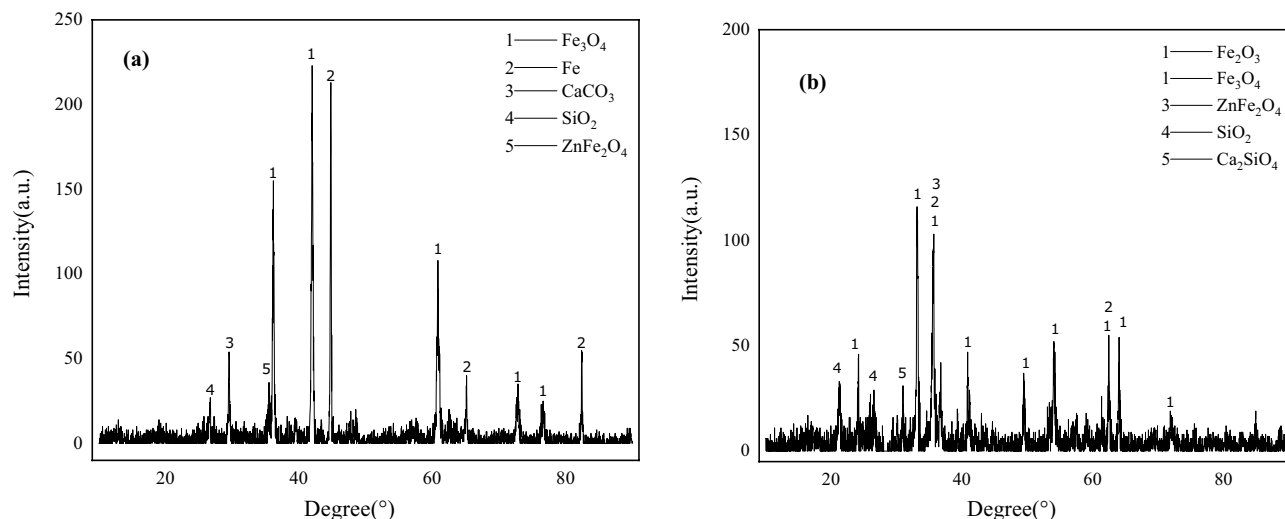 (a)
1 Fe₃O₄
2 Fe
3 CaCO₃
4 SiO₂
5 ZnFe₂O₄
250
200
150
100
50
0
Intensity(a.u.)
4
3
5
1
1
2
1
2
1
1
2
20 40 60 80
Degree(°)
(b)
1 Fe₂O₃
1 Fe₃O₄
3 ZnFe₂O₄
4 SiO₂
5 Ca₂SiO₄
200
150
100
50
0
Intensity(a.u.)
4
1
4
5
1
3
2
1
1
1
1
2
1
1
1
20 40 60 80
Degree(°)